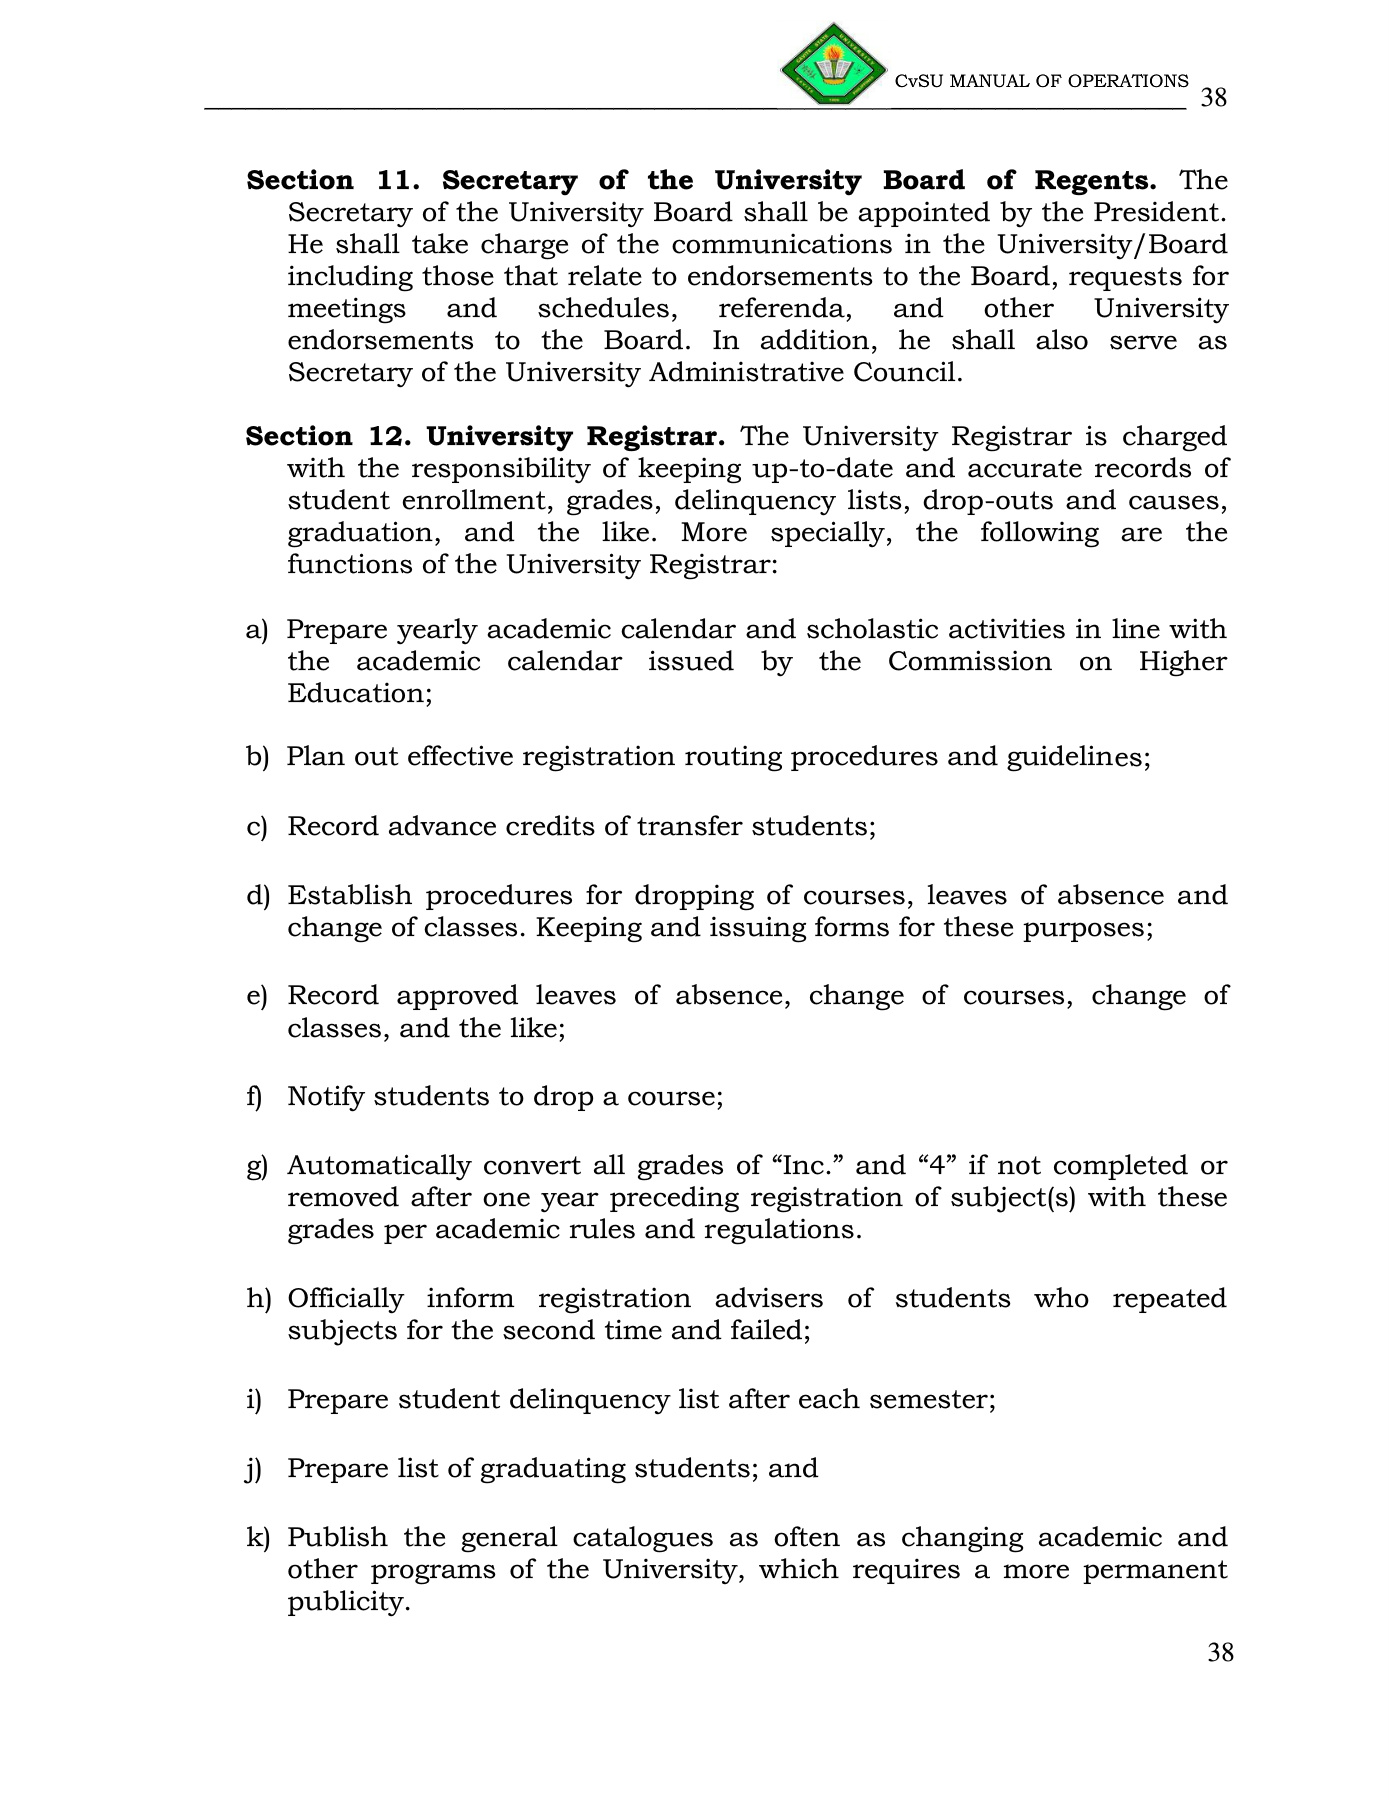 CvSU MANUAL OF OPERATIONS
38
Section 11. Secretary of the University Board of Regents. The
Secretary of the University Board shall be appointed by the President.
He shall take charge of the communications in the University/Board
including those that relate to endorsements to the Board, requests for
meetings and schedules, referenda, and other University
endorsements to the Board. In addition, he shall also serve as
Secretary of the University Administrative Council.
Section 12. University Registrar. The University Registrar is charged
with the responsibility of keeping up-to-date and accurate records of
student enrollment, grades, delinquency lists, drop-outs and causes,
graduation, and the like. More specially, the following are the
functions of the University Registrar:
a) Prepare yearly academic calendar and scholastic activities in line with
the academic calendar issued by the Commission on Higher
Education;
b) Plan out effective registration routing procedures and guidelines;
c) Record advance credits of transfer students;
d) Establish procedures for dropping of courses, leaves of absence and
change of classes. Keeping and issuing forms for these purposes;
e) Record approved leaves of absence, change of courses, change of
classes, and the like;
f) Notify students to drop a course;
g) Automatically convert all grades of “Inc.” and “4” if not completed or
removed after one year preceding registration of subject(s) with these
grades per academic rules and regulations.
h) Officially inform registration advisers of students who repeated
subjects for the second time and failed;
i) Prepare student delinquency list after each semester;
j) Prepare list of graduating students; and
k) Publish the general catalogues as often as changing academic and
other programs of the University, which requires a more permanent
publicity.
38